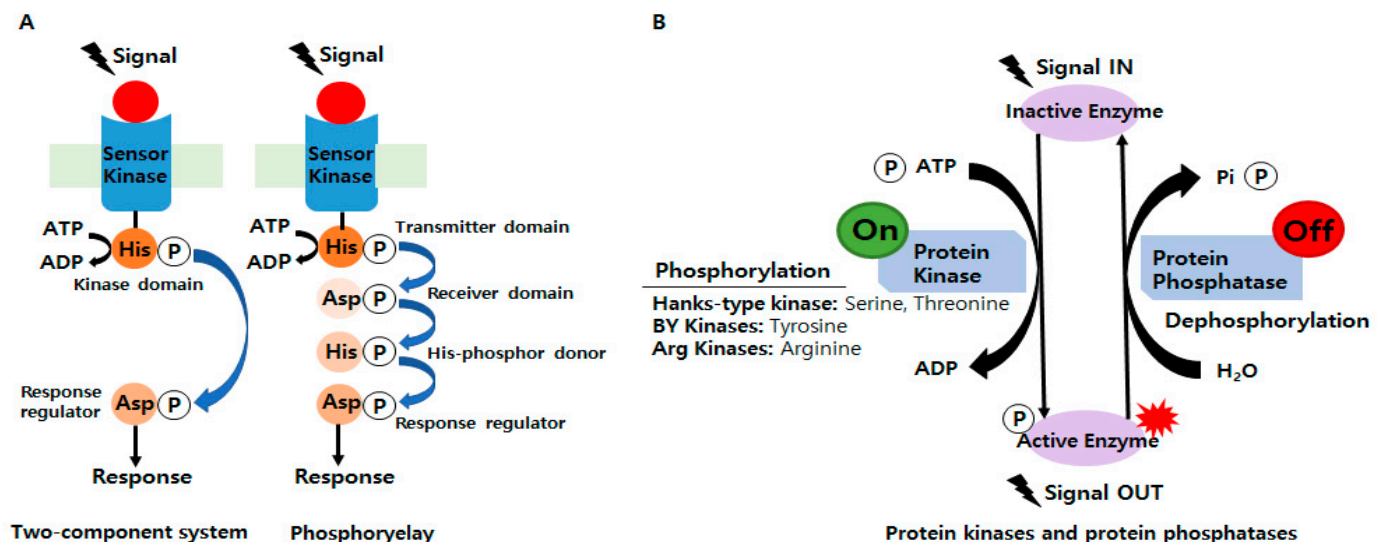 A
Signal
Sensor
Kinase
ATP
ADP
His
P
Kinase domain
Response
regulator
Asp
P
Response
Two-component system
Signal
Sensor
Kinase
ATP
ADP
His
P
Transmitter domain
Asp
P
Receiver domain
His
P
His-phosphor donor
Asp
P
Response regulator
Response
Phosphoryelay
B
Signal IN
Inactive Enzyme
P ATP
Pi P
On
Off
Protein
Kinase
Protein
Phosphatase
Phosphorylation
Hanks-type kinase: Serine, Threonine
BY Kinases: Tyrosine
Arg Kinases: Arginine
Dephosphorylation
ADP
H₂O
P
Active Enzyme
Signal OUT
Protein kinases and protein phosphatases